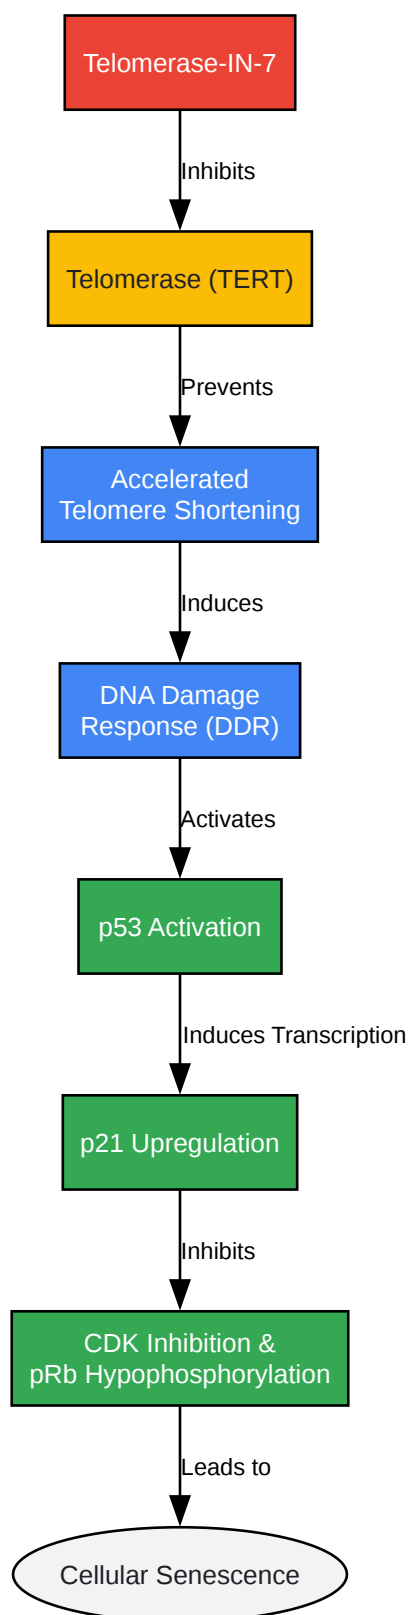 Telomerase-IN-7
Inhibits
Telomerase (TERT)
Prevents
Accelerated
Telomere Shortening
Induces
DNA Damage
Response (DDR)
Activates
p53 Activation
Induces Transcription
p21 Upregulation
Inhibits
CDK Inhibition &
pRb Hypophosphorylation
Leads to
Cellular Senescence